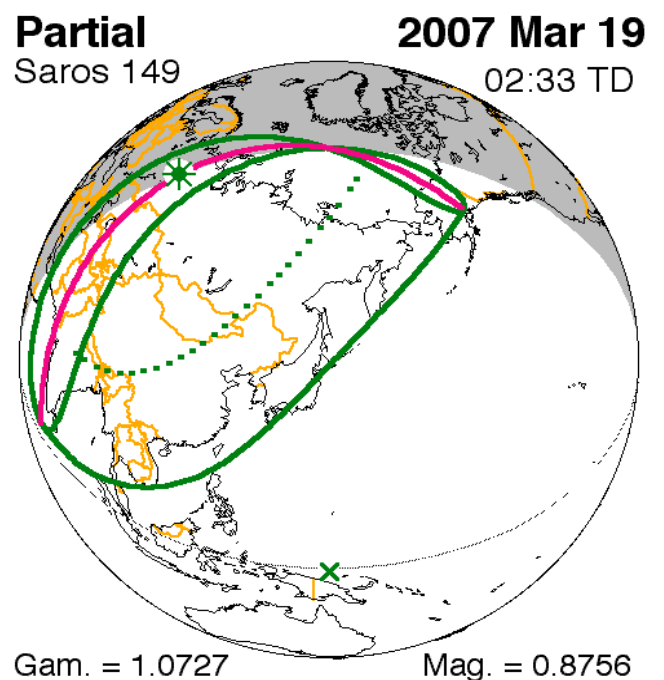 Partial 2007 Mar 19
Saros 149 02:33 TD
Gam. = 1.0727 Mag. = 0.8756